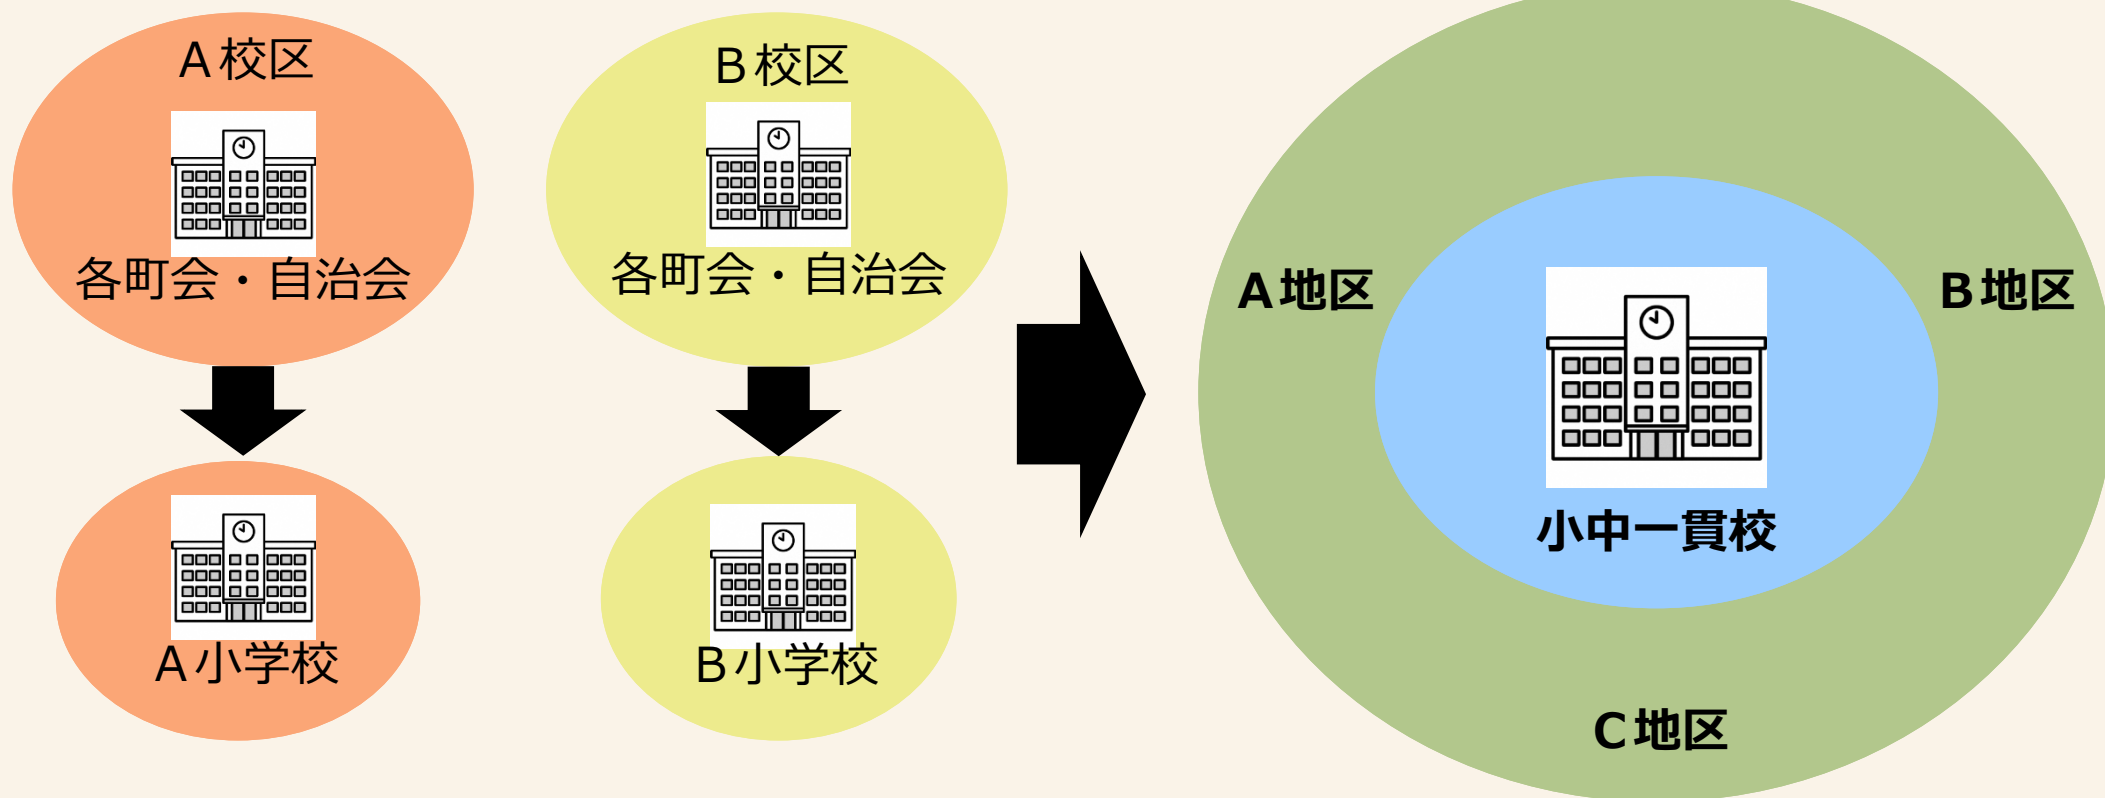 A校区
各町会・自治会
A小学校
B校区
各町会・自治会
B小学校
A地区
B地区
小中一貫校
C地区